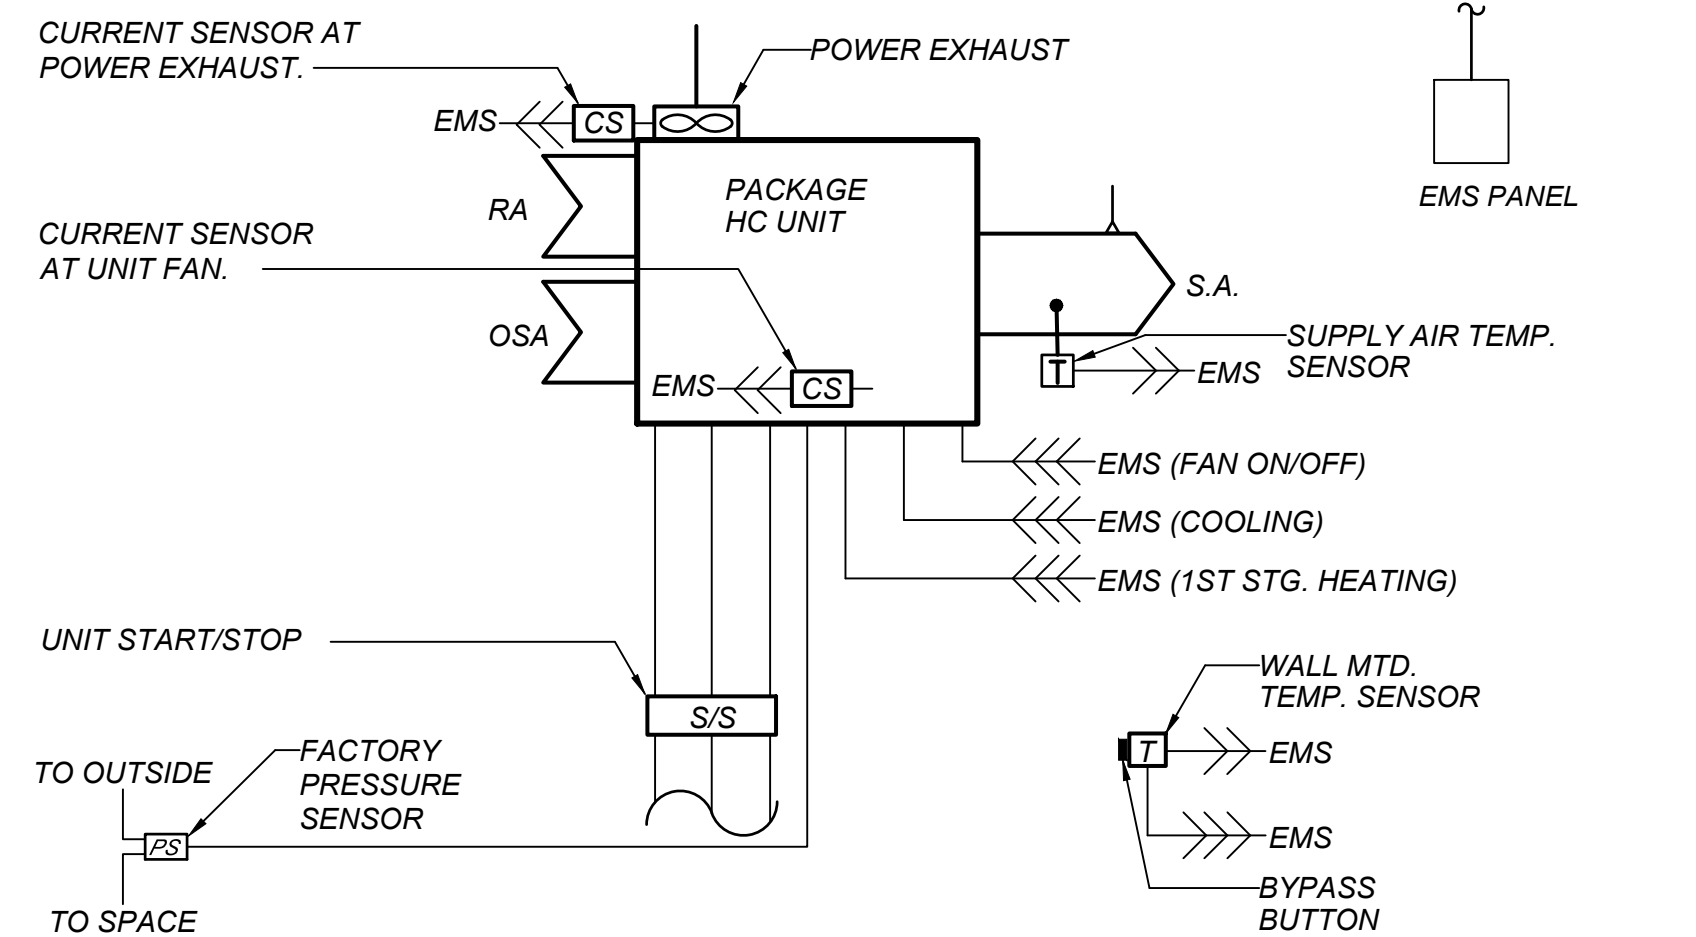 CURRENT SENSOR AT
POWER EXHAUST.
POWER EXHAUST
EMS
CS
EMS PANEL
PACKAGE
HC UNIT
RA
CURRENT SENSOR
AT UNIT FAN.
S.A.
OSA
SUPPLY AIR TEMP.
SENSOR
T
EMS
EMS
CS
EMS (FAN ON/OFF)
EMS (COOLING)
EMS (1ST STG. HEATING)
UNIT START/STOP
S/S
WALL MTD.
TEMP. SENSOR
T
EMS
EMS
BYPASS
BUTTON
FACTORY
PRESSURE
SENSOR
TO OUTSIDE
PS
TO SPACE